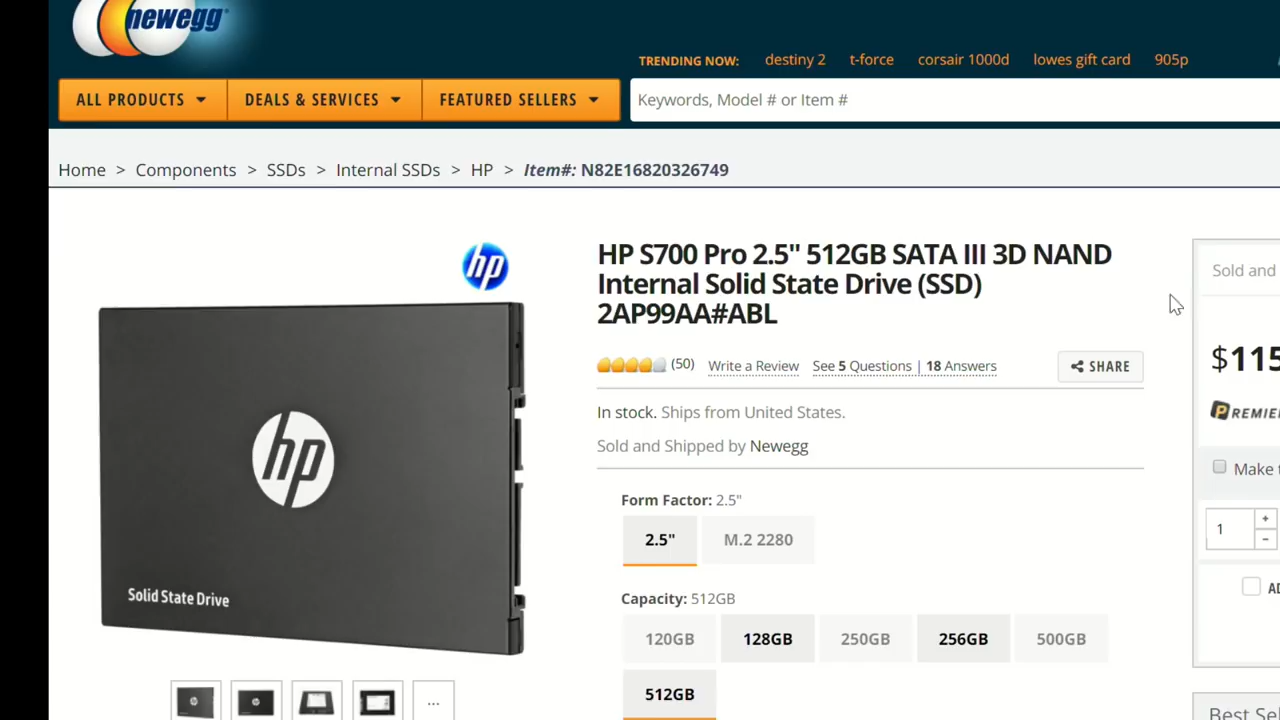 newegg
TRENDING NOW: destiny 2 t-force corsair 1000d lowes gift card 905p
ALL PRODUCTS DEALS & SERVICES FEATURED SELLERS Keywords, Model # or Item #
Home > Components > SSDs > Internal SSDs > HP > Item#: N82E16820326749
hp
HP S700 Pro 2.5" 512GB SATA III 3D NAND
Internal Solid State Drive (SSD)
2AP99AA#ABL
(50) Write a Review See 5 Questions | 18 Answers SHARE
In stock. Ships from United States.
Sold and Shipped by Newegg
Form Factor: 2.5"
2.5" M.2 2280
Capacity: 512GB
120GB 128GB 250GB 256GB 500GB
512GB
hp
Solid State Drive
...
Sold and
$115
PREMIE
Make
1 +
-
Best Sel